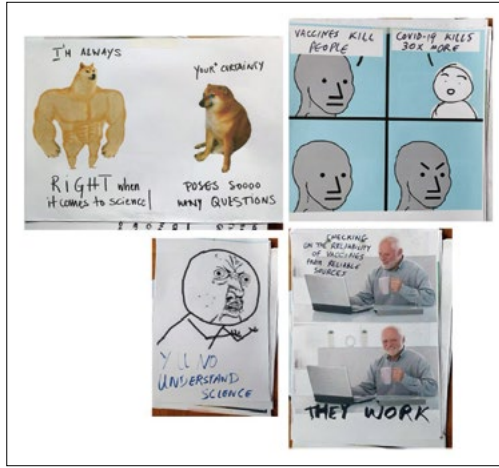 I'M ALWAYS
RIGHT when
it comes to science!
YOUR CERTAINTY
POSES SOOOO
MANY QUESTIONS
VACCINES KILL
PEOPLE
COVID-19 KILLS
30X MORE
Y U NO
UNDERSTAND
SCIENCE
CHECKING
ON THE RELIABILITY
OF VACCINES
FROM RELIABLE
SOURCES
THEY WORK